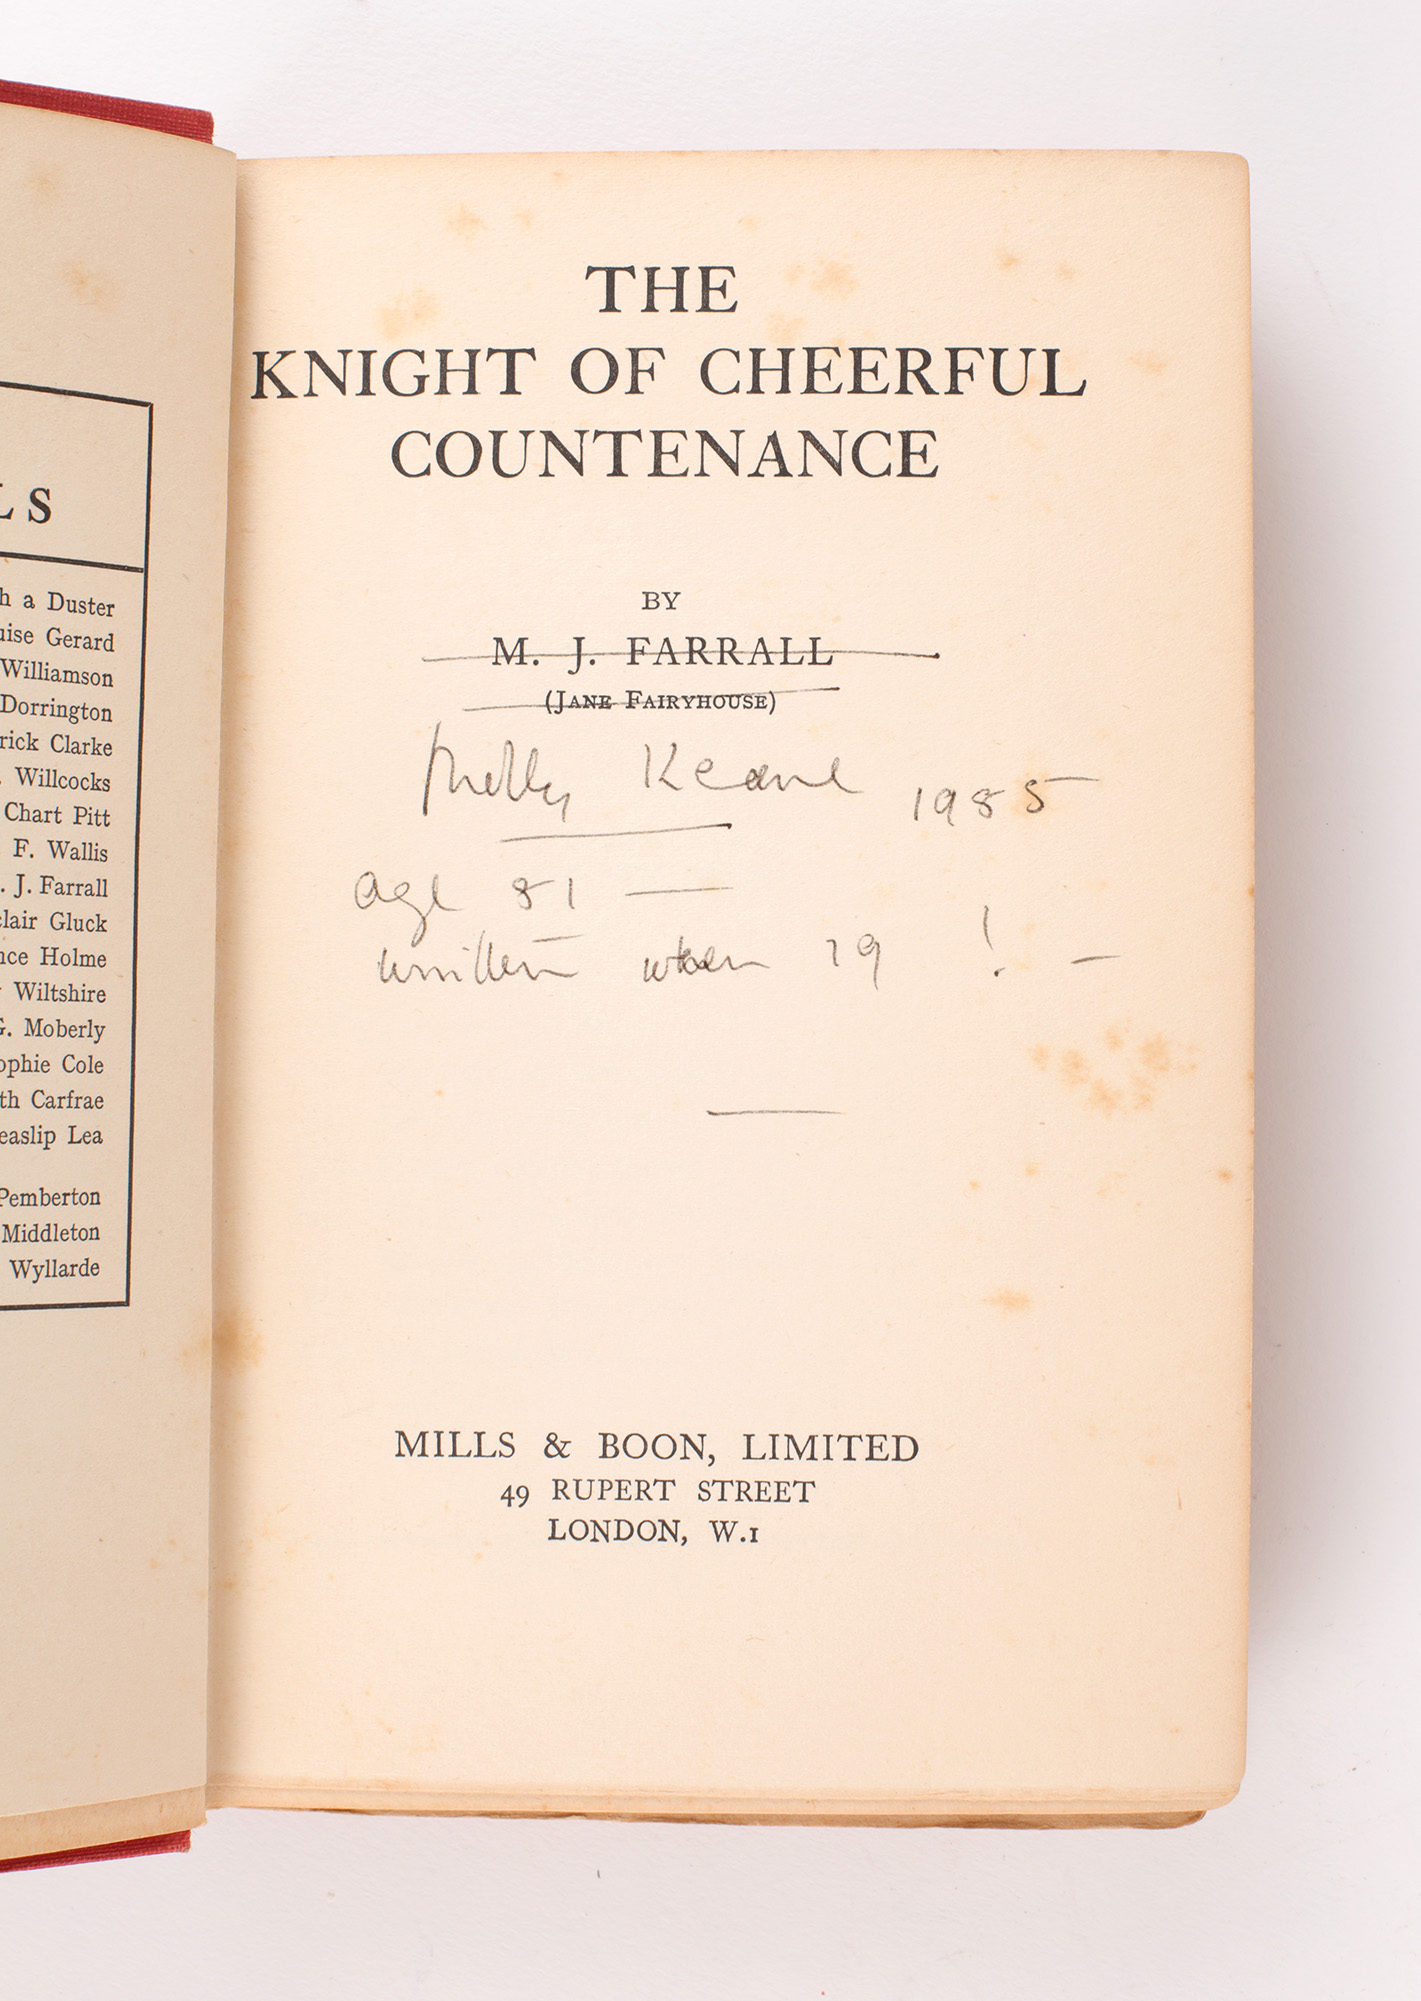 LS
h a Duster
uise Gerard
Williamson
Dorrington
rick Clarke
. Willcocks
Chart Pitt
F. Wallis
. J. Farrall
clair Gluck
nce Holme
Wiltshire
G. Moberly
ophie Cole
th Carfrae
easlip Lea
Pemberton
Middleton
Wyllarde
THE
KNIGHT OF CHEERFUL
COUNTENANCE
BY
M. J. FARRALL
(JANE FAIRYHOUSE)
Molly Keane 1985
age 81 —
written when 19 ! —
MILLS & BOON, LIMITED
49 RUPERT STREET
LONDON, W.1